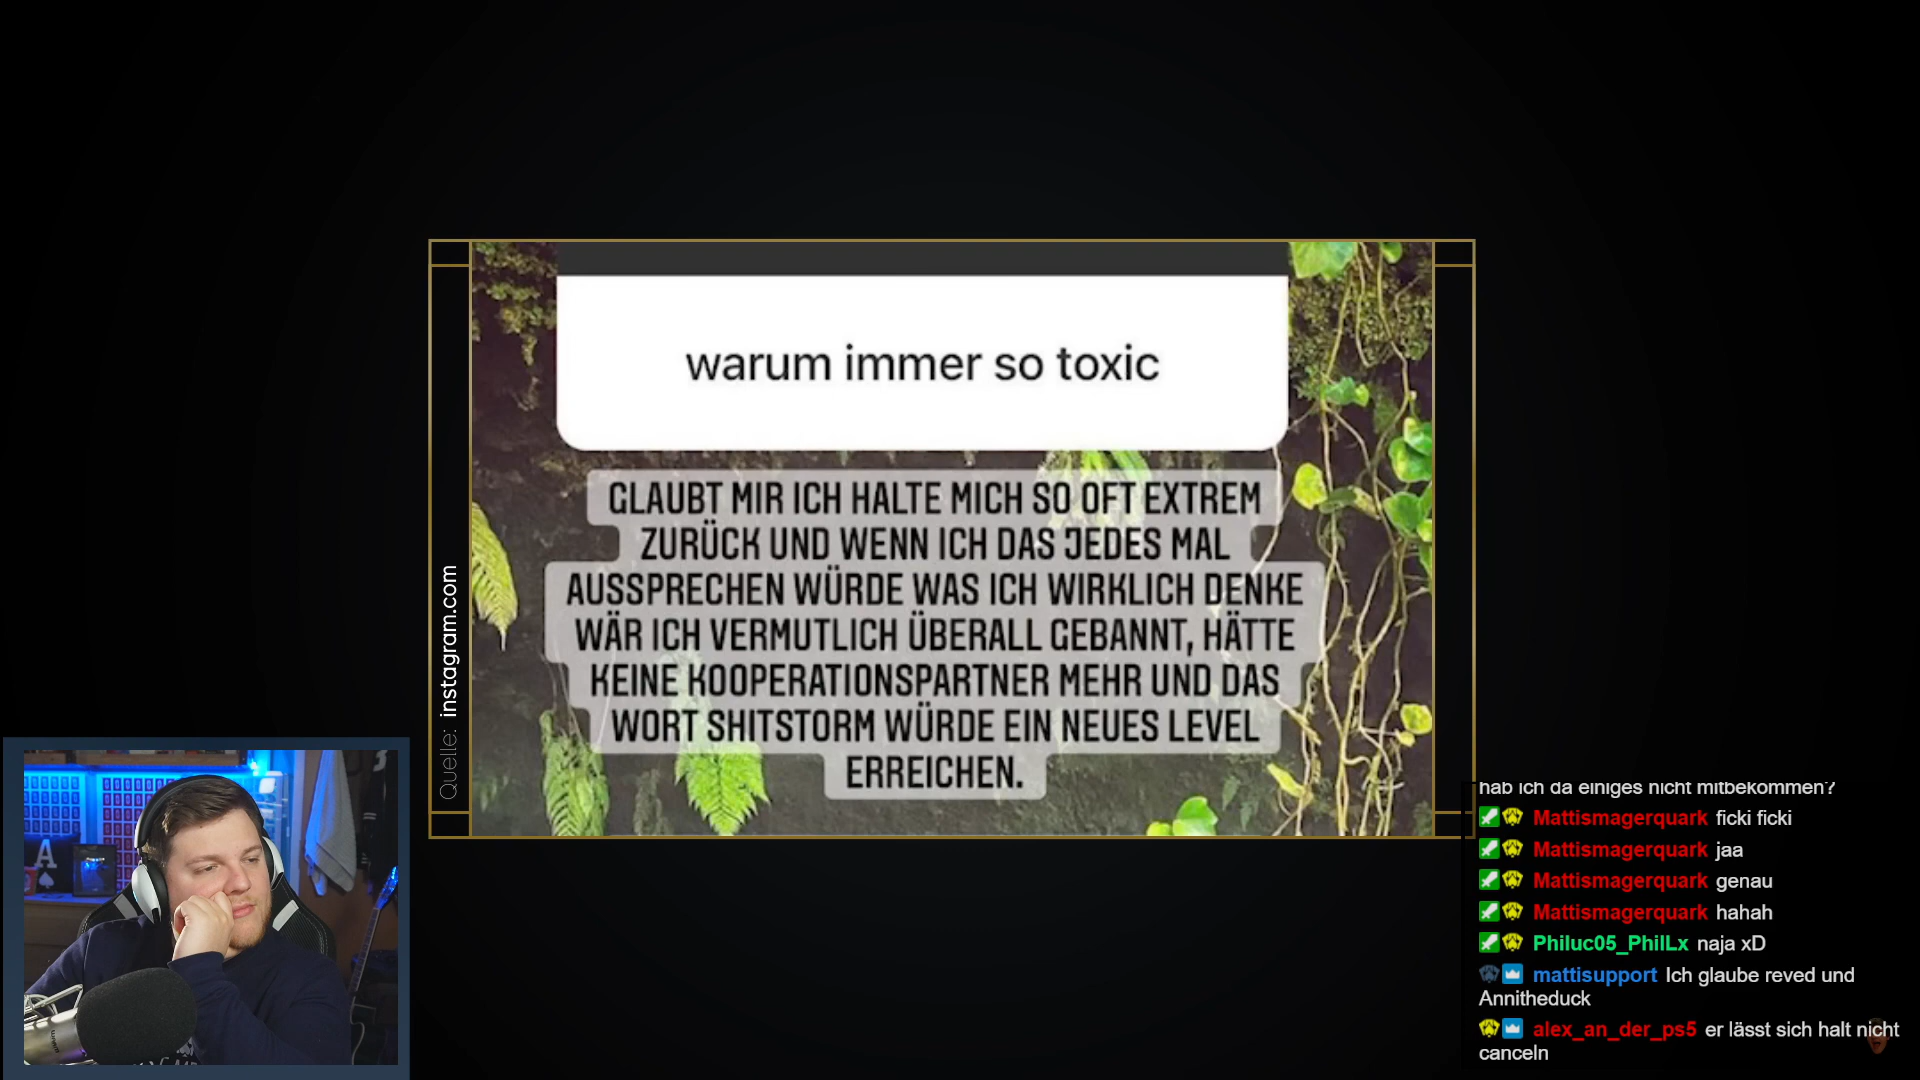 warum immer so toxic
GLAUBT MIR ICH HALTE MICH SO OFT EXTREM
ZURÜCK UND WENN ICH DAS JEDES MAL
AUSSPRECHEN WÜRDE WAS ICH WIRKLICH DENKE
WÄR ICH VERMUTLICH ÜBERALL GEBANNT, HÄTTE
KEINE KOOPERATIONSPARTNER MEHR UND DAS
WORT SHITSTORM WÜRDE EIN NEUES LEVEL
ERREICHEN.
Quelle: instagram.com
A
hab ich da einiges nicht mitbekommen?
Mattismagerquark ficki ficki
Mattismagerquark jaa
Mattismagerquark genau
Mattismagerquark hahah
Philuc05_PhilLx naja xD
mattisupport Ich glaube reved und
Annitheduck
alex_an_der_ps5 er lässt sich halt nicht
canceln